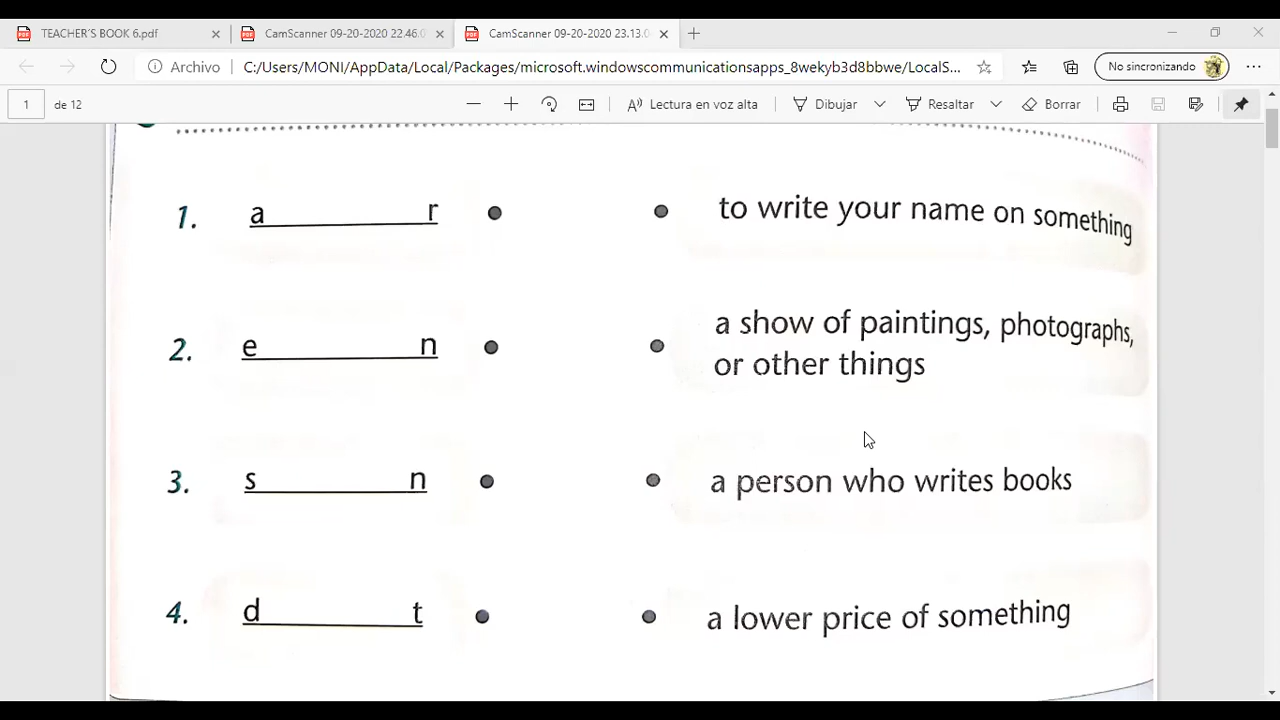 TEACHER'S BOOK 6.pdf
CamScanner 09-20-2020 22.46.0
CamScanner 09-20-2020 23.13.0
Archivo
C:/Users/MONI/AppData/Local/Packages/microsoft.windowscommunicationsapps_8wekyb3d8bbwe/LocalS...
No sincronizando
1 de 12
Lectura en voz alta
Dibujar
Resaltar
Borrar
1. a r
to write your name on something
2. e n
a show of paintings, photographs,
or other things
3. s n
a person who writes books
4. d t
a lower price of something